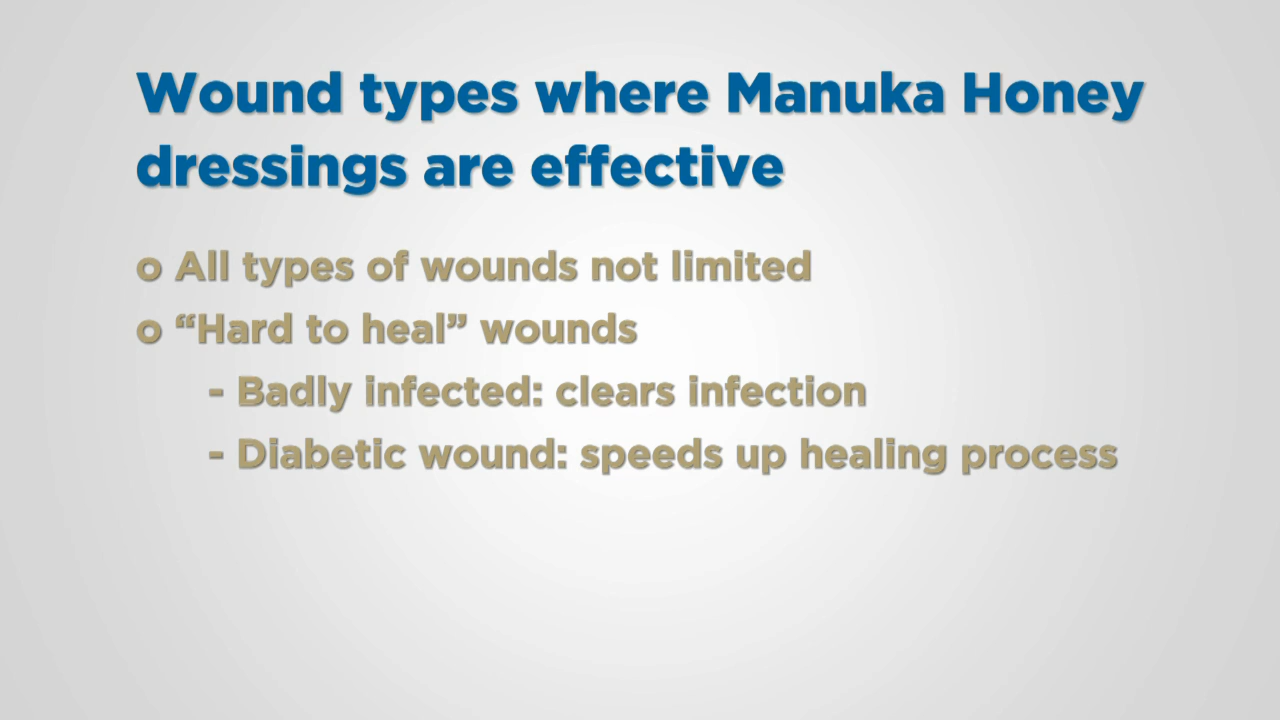 Wound types where Manuka Honey
dressings are effective
o All types of wounds not limited
o “Hard to heal” wounds
- Badly infected: clears infection
- Diabetic wound: speeds up healing process